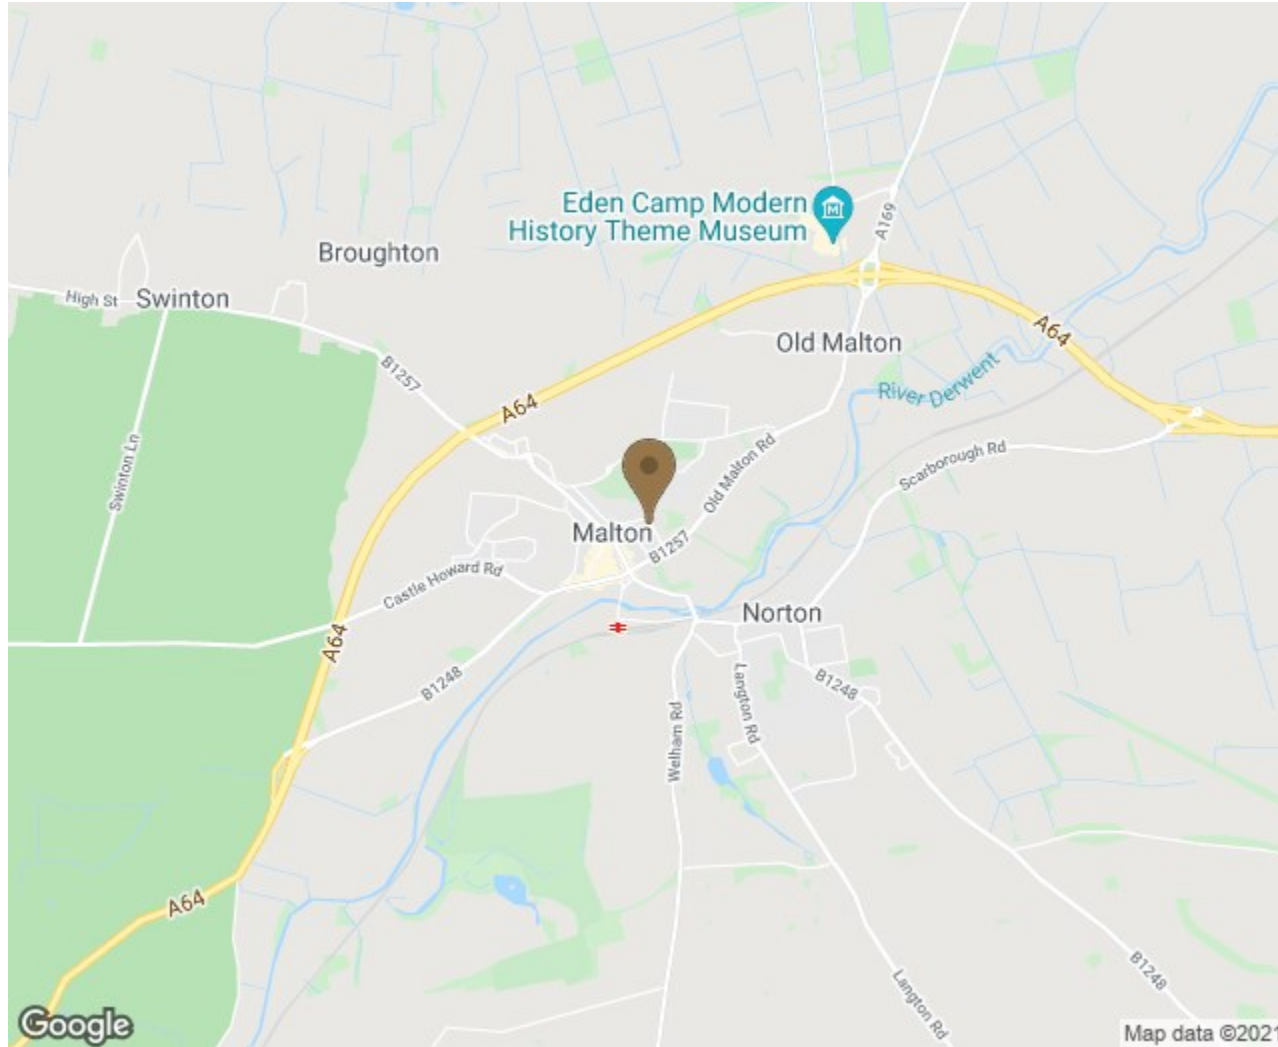 Eden Camp Modern
History Theme Museum
A169
Broughton
High St
Swinton
A64
Old Malton
B1257
River Derwent
A64
Swinton Ln
Old Malton Rd
Scarborough Rd
Malton
B1257
Castle Howard Rd
Norton
A64
B1248
Langton Rd
B1248
Welham Rd
A64
Langton Rd
B1248
Google
Map data ©2021